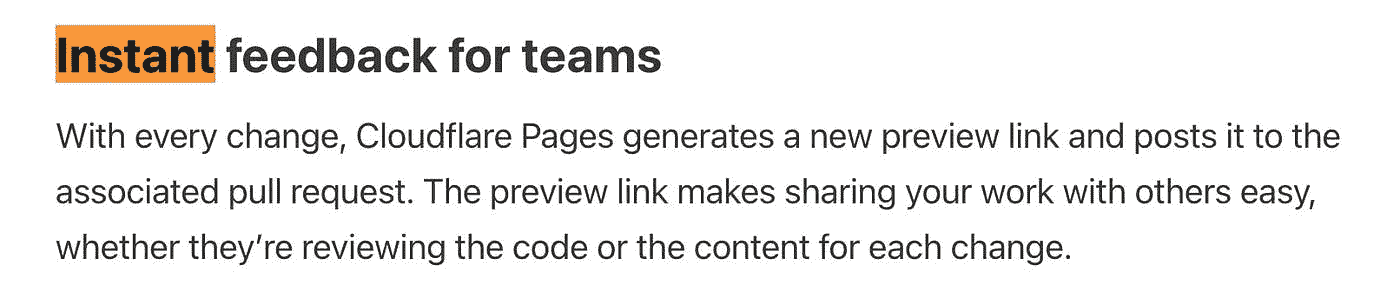 Instant feedback for teams
With every change, Cloudflare Pages generates a new preview link and posts it to the
associated pull request. The preview link makes sharing your work with others easy,
whether they’re reviewing the code or the content for each change.